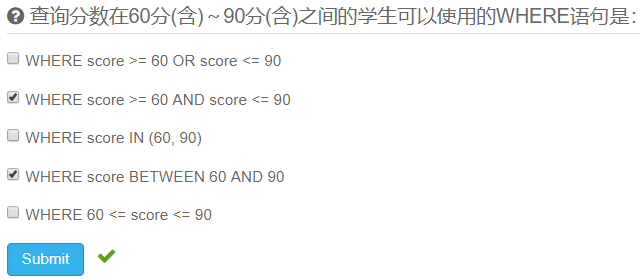 查询分数在60分(含)～90分(含)之间的学生可以使用的WHERE语句是：
WHERE score >= 60 OR score <= 90
WHERE score >= 60 AND score <= 90
WHERE score IN (60, 90)
WHERE score BETWEEN 60 AND 90
WHERE 60 <= score <= 90
Submit